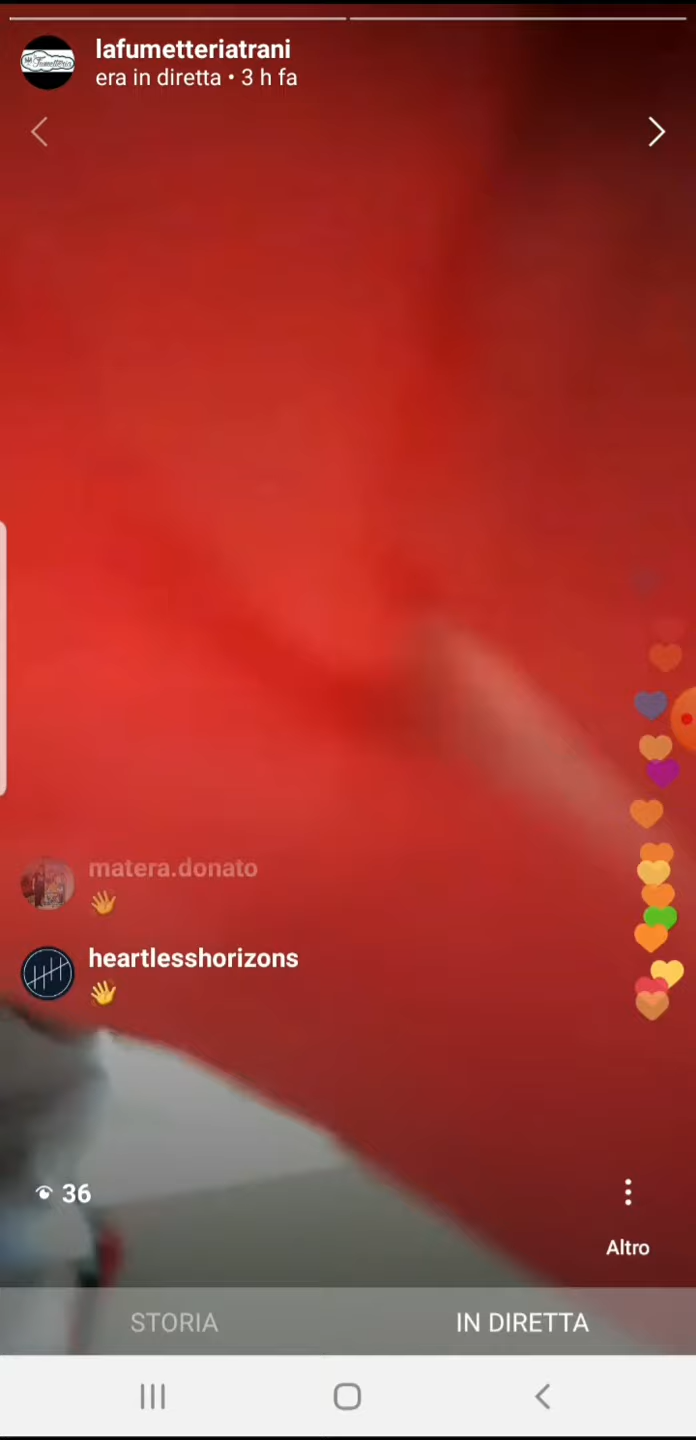 lafumetteriatrani
era in diretta • 3 h fa
matera.donato
👋
heartlesshorizons
👋
36
Altro
STORIA
IN DIRETTA